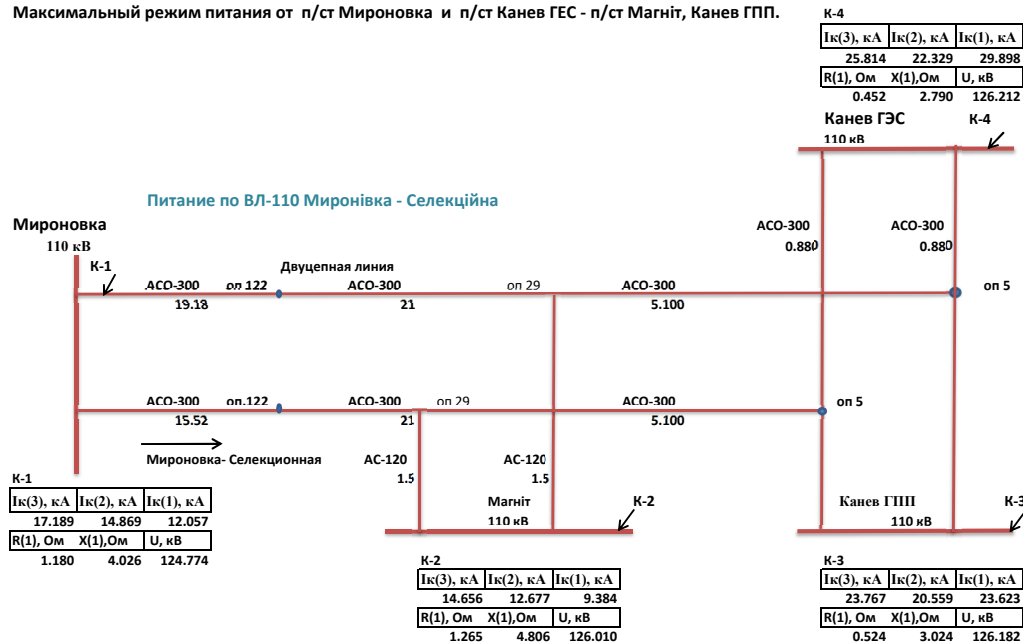 Максимальный режим питания от п/ст Мироновка и п/ст Канев ГЕС - п/ст Магніт, Канев ГПП.
К-4
Iк(3), кА Iк(2), кА Iк(1), кА
25.814 22.329 29.898
R(1), Ом X(1),Ом U, кВ
0.452 2.790 126.212
Канев ГЭС К-4
110 кВ
Питание по ВЛ-110 Миронівка - Селекційна
Мироновка
110 кВ
АСО-300 АСО-300
0.880 0.880
К-1
Двуцепная линия
АСО-300 оп 122 АСО-300 оп 29 АСО-300 оп 5
19.18 21 5.100
АСО-300 оп.122 АСО-300 оп 29 АСО-300 оп 5
15.52 21 5.100
Мироновка- Селекционная
АС-120 АС-120
1.5 1.5
К-1
Iк(3), кА Iк(2), кА Iк(1), кА
17.189 14.869 12.057
R(1), Ом X(1),Ом U, кВ
1.180 4.026 124.774
Магніт К-2
110 кВ
Канев ГПП К-3
110 кВ
К-2
Iк(3), кА Iк(2), кА Iк(1), кА
14.656 12.677 9.384
R(1), Ом X(1),Ом U, кВ
1.265 4.806 126.010
К-3
Iк(3), кА Iк(2), кА Iк(1), кА
23.767 20.559 23.623
R(1), Ом X(1),Ом U, кВ
0.524 3.024 126.182